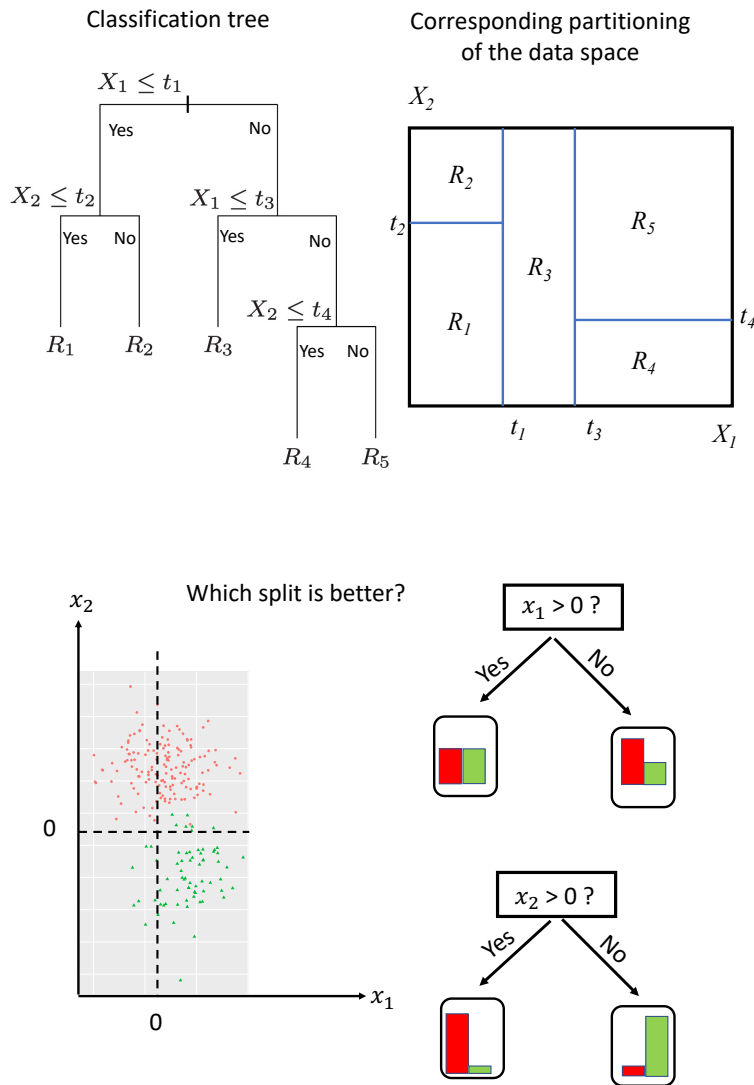 Classification tree
X₁ ≤ t₁
Yes
No
X₂ ≤ t₂
X₁ ≤ t₃
Yes
No
Yes
No
X₂ ≤ t₄
R₁
R₂
R₃
Yes
No
R₄
R₅
Corresponding partitioning
of the data space
X₂
R₂
t₂
R₅
R₃
R₁
t₄
R₄
t₁
t₃
X₁
Which split is better?
x₂
0
x₁
0
x₁ > 0 ?
Yes
No
x₂ > 0 ?
Yes
No